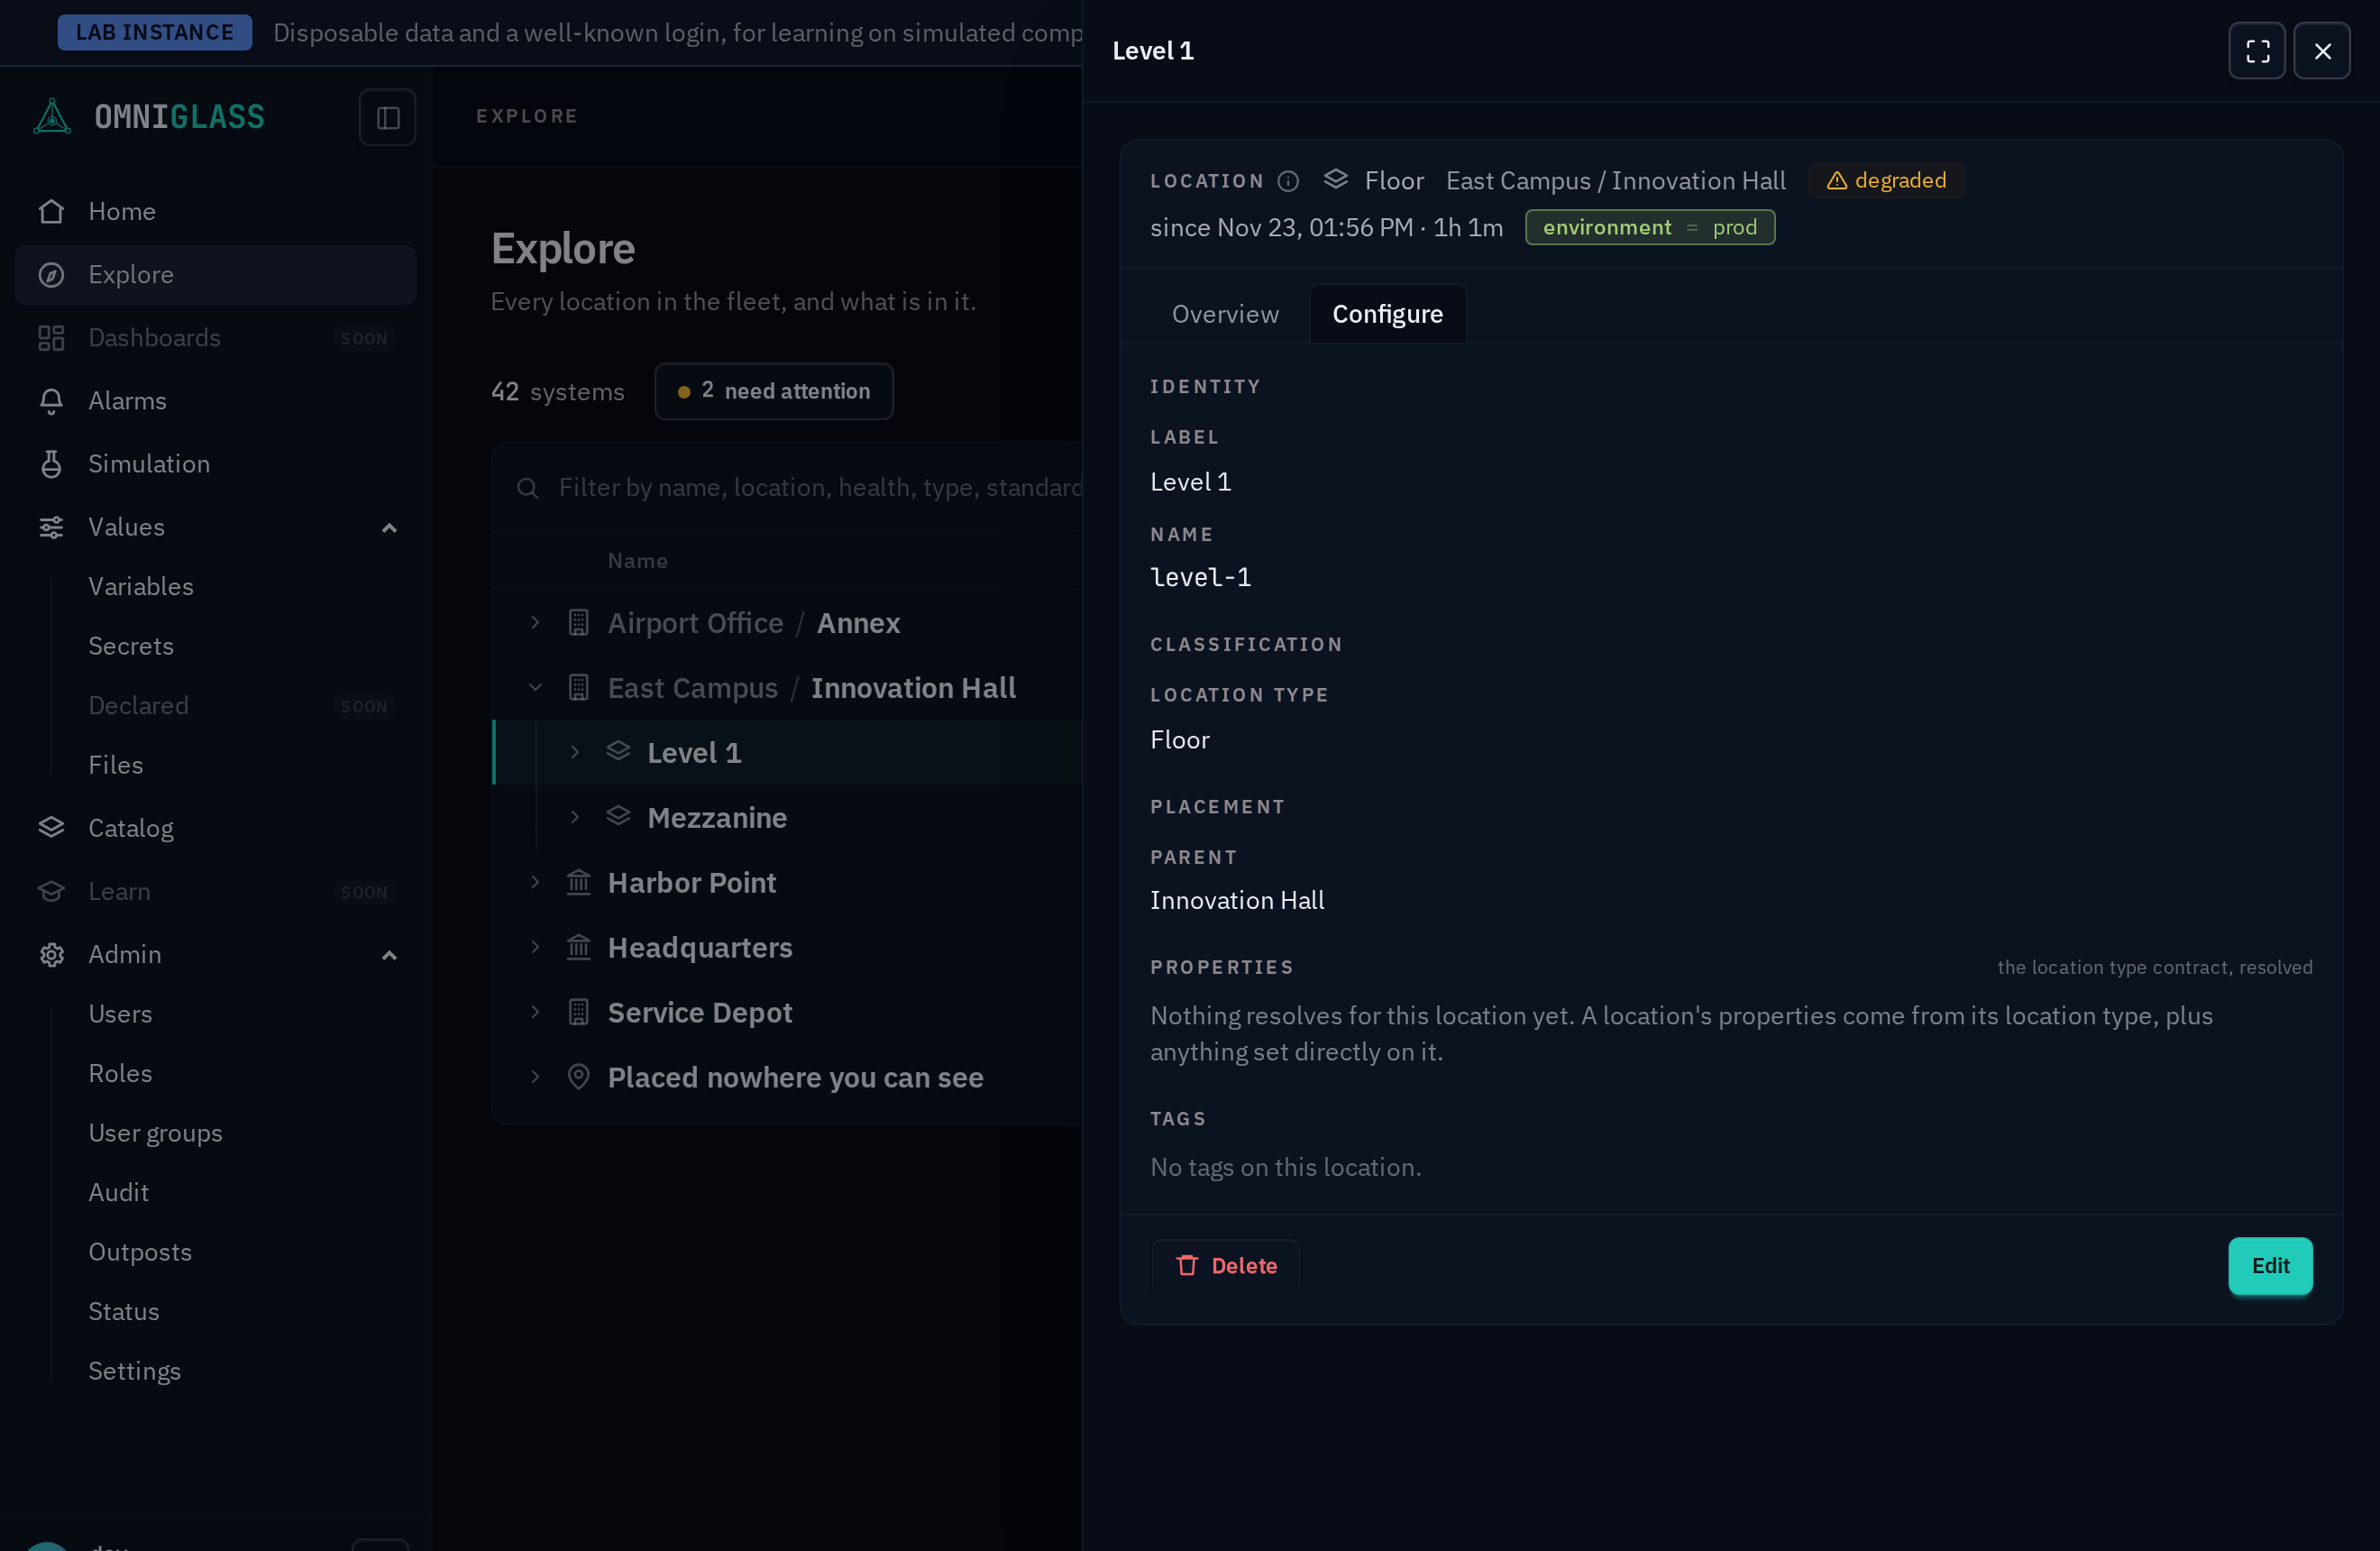 LAB INSTANCE Disposable data and a well-known login, for learning on simulated comp
OMNIGLASS
Home
Explore
Dashboards SOON
Alarms
Simulation
Values
Variables
Secrets
Declared SOON
Files
Catalog
Learn SOON
Admin
Users
Roles
User groups
Audit
Outposts
Status
Settings
EXPLORE
Explore
Every location in the fleet, and what is in it.
42 systems 2 need attention
Filter by name, location, health, type, standard
Name
Airport Office / Annex
East Campus / Innovation Hall
Level 1
Mezzanine
Harbor Point
Headquarters
Service Depot
Placed nowhere you can see
Level 1
LOCATION Floor East Campus / Innovation Hall degraded
since Nov 23, 01:56 PM · 1h 1m environment = prod
Overview Configure
IDENTITY
LABEL
Level 1
NAME
level-1
CLASSIFICATION
LOCATION TYPE
Floor
PLACEMENT
PARENT
Innovation Hall
PROPERTIES the location type contract, resolved
Nothing resolves for this location yet. A location's properties come from its location type, plus
anything set directly on it.
TAGS
No tags on this location.
Delete Edit